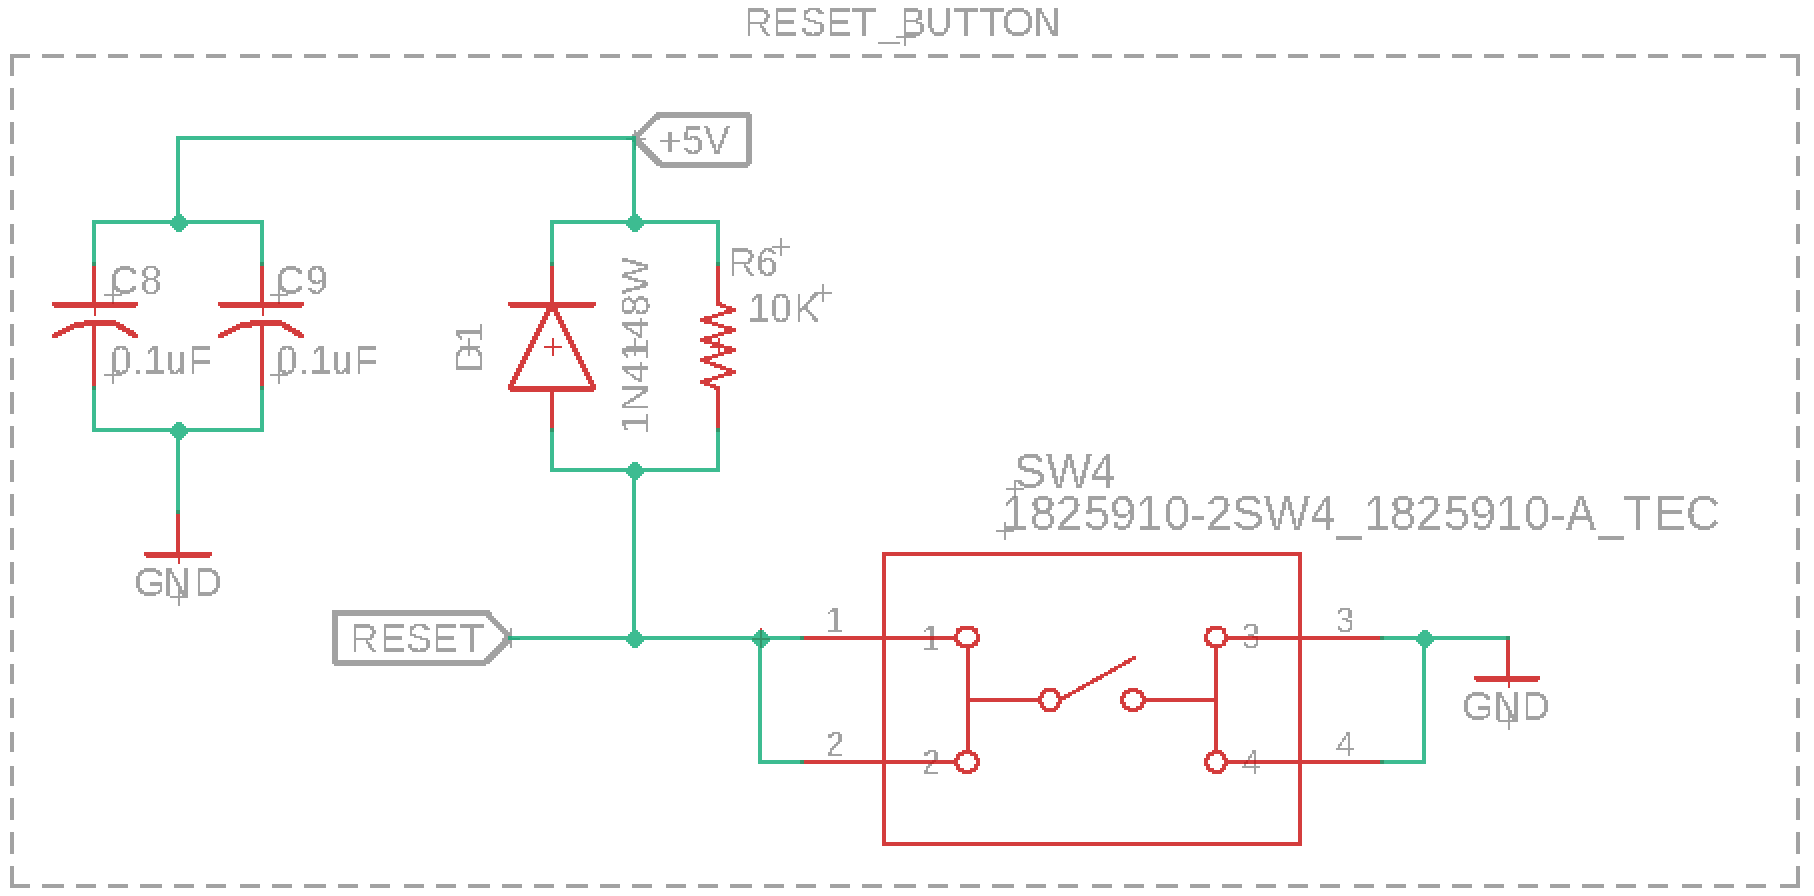 RESET_BUTTON
+5V
C8
C9
0.1uF
0.1uF
D1
1N4148W
R6
10K
GND
SW4
1825910-2SW4_1825910-A_TEC
RESET
1
1
3
3
2
2
4
4
GND